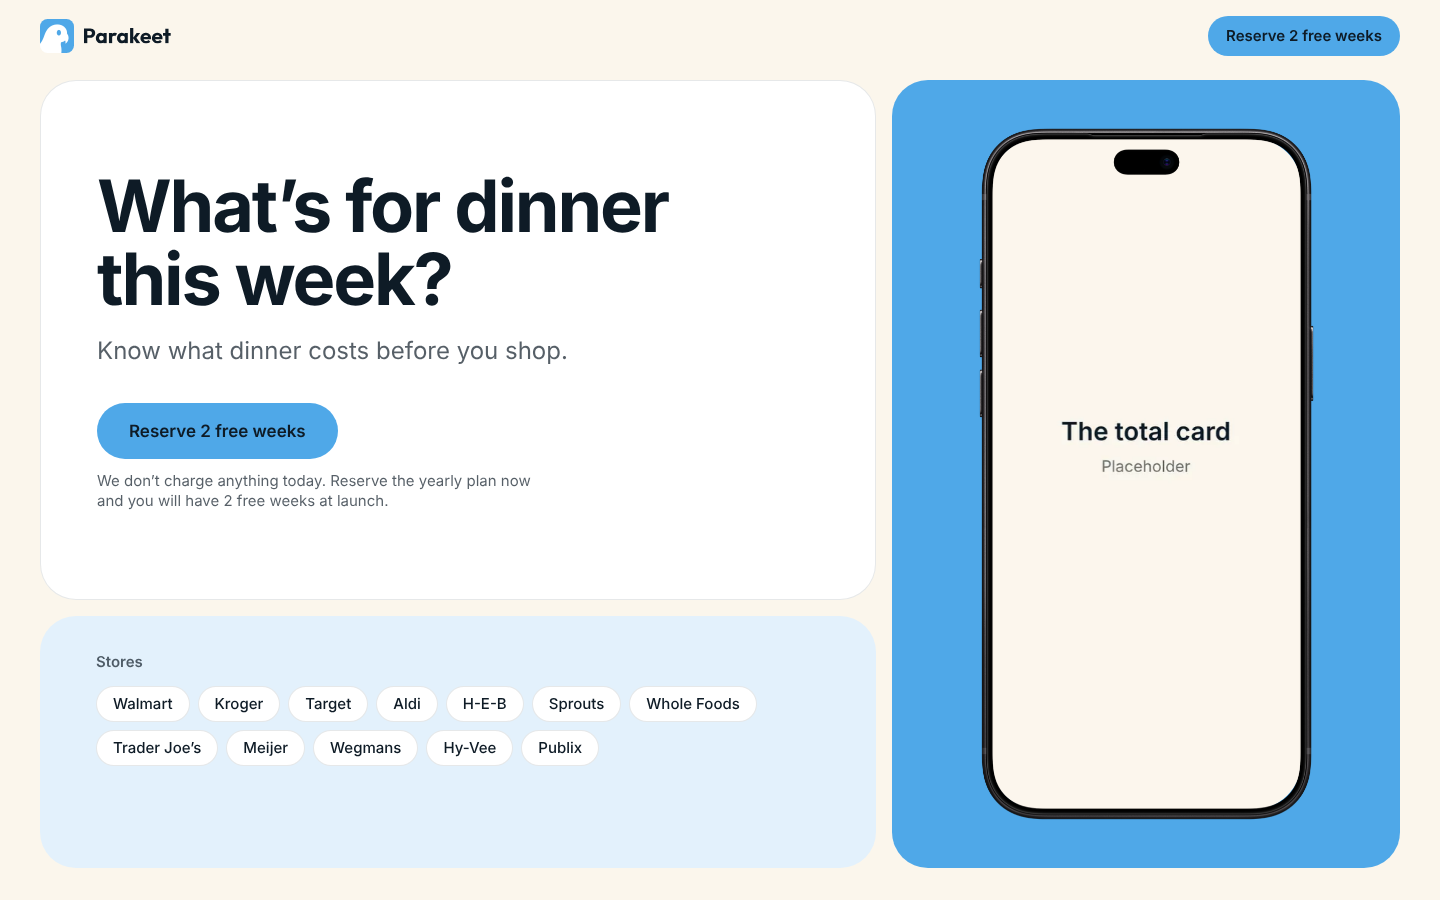 Parakeet
Reserve 2 free weeks
What’s for dinner
this week?
Know what dinner costs before you shop.
Reserve 2 free weeks
We don’t charge anything today. Reserve the yearly plan now
and you will have 2 free weeks at launch.
Stores
Walmart Kroger Target Aldi H-E-B Sprouts Whole Foods
Trader Joe’s Meijer Wegmans Hy-Vee Publix
The total card
Placeholder